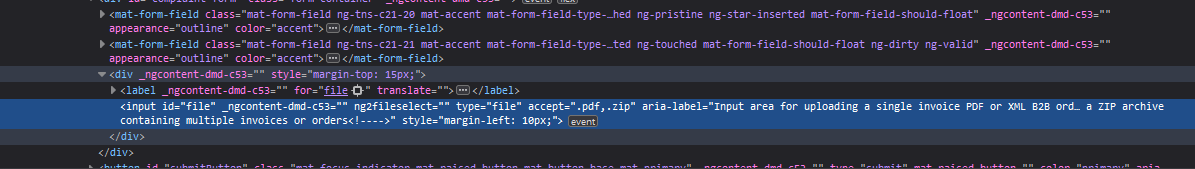 <mat-form-field class="mat-form-field ng-tns-c21-20 mat-accent mat-form-field-type-…hed ng-pristine ng-star-inserted mat-form-field-should-float" _ngcontent-dmd-c53=""
appearance="outline" color="accent"> … </mat-form-field>
<mat-form-field class="mat-form-field ng-tns-c21-21 mat-accent mat-form-field-type-…ted ng-touched mat-form-field-should-float ng-dirty ng-valid" _ngcontent-dmd-c53=""
appearance="outline" color="accent"> … </mat-form-field>
<div _ngcontent-dmd-c53="" style="margin-top: 15px;">
<label _ngcontent-dmd-c53="" for="file" translate=""> … </label>
<input id="file" _ngcontent-dmd-c53="" ng2fileselect="" type="file" accept=".pdf,.zip" aria-label="Input area for uploading a single invoice PDF or XML B2B ord… a ZIP archive
containing multiple invoices or orders<!---->" style="margin-left: 10px;"> event
</div>
</div>